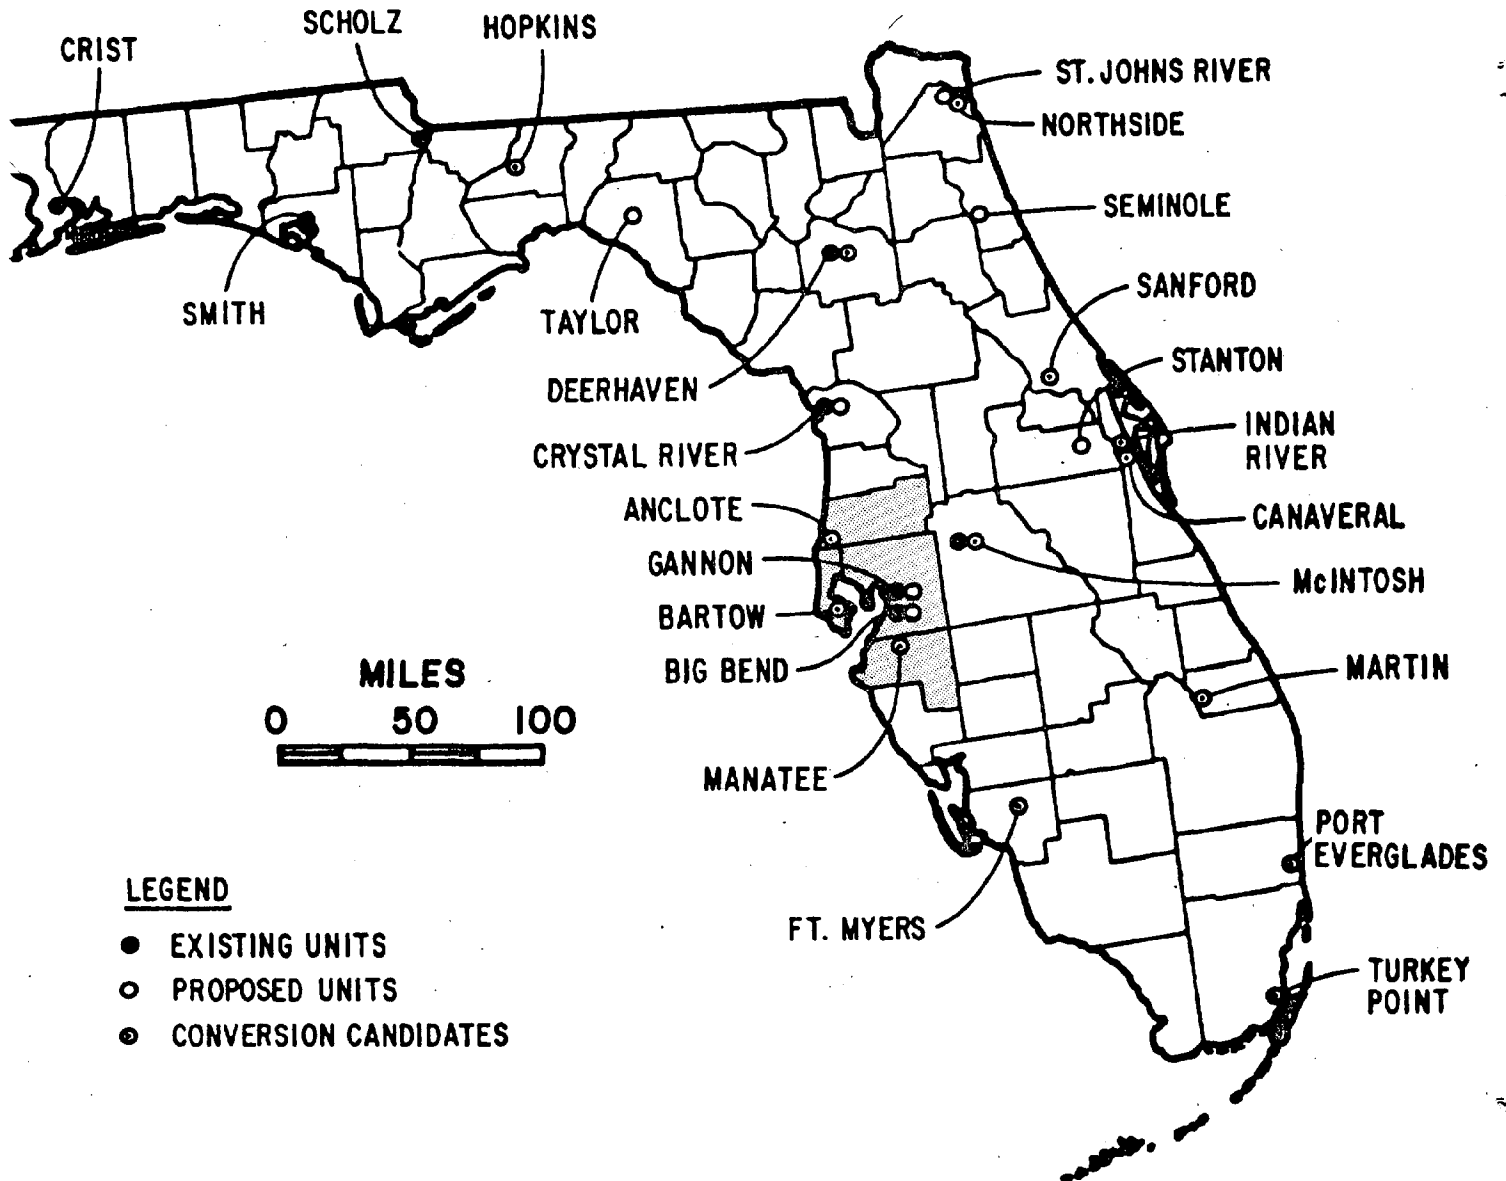 SCHOLZ
HOPKINS
CRIST
ST. JOHNS RIVER
NORTHSIDE
SEMINOLE
SANFORD
SMITH
TAYLOR
STANTON
DEERHAVEN
INDIAN
RIVER
CRYSTAL RIVER
ANCLOTE
CANAVERAL
GANNON
McINTOSH
BARTOW
BIG BEND
MARTIN
MILES
0 50 100
MANATEE
PORT
EVERGLADES
LEGEND
FT. MYERS
EXISTING UNITS
TURKEY
POINT
PROPOSED UNITS
CONVERSION CANDIDATES